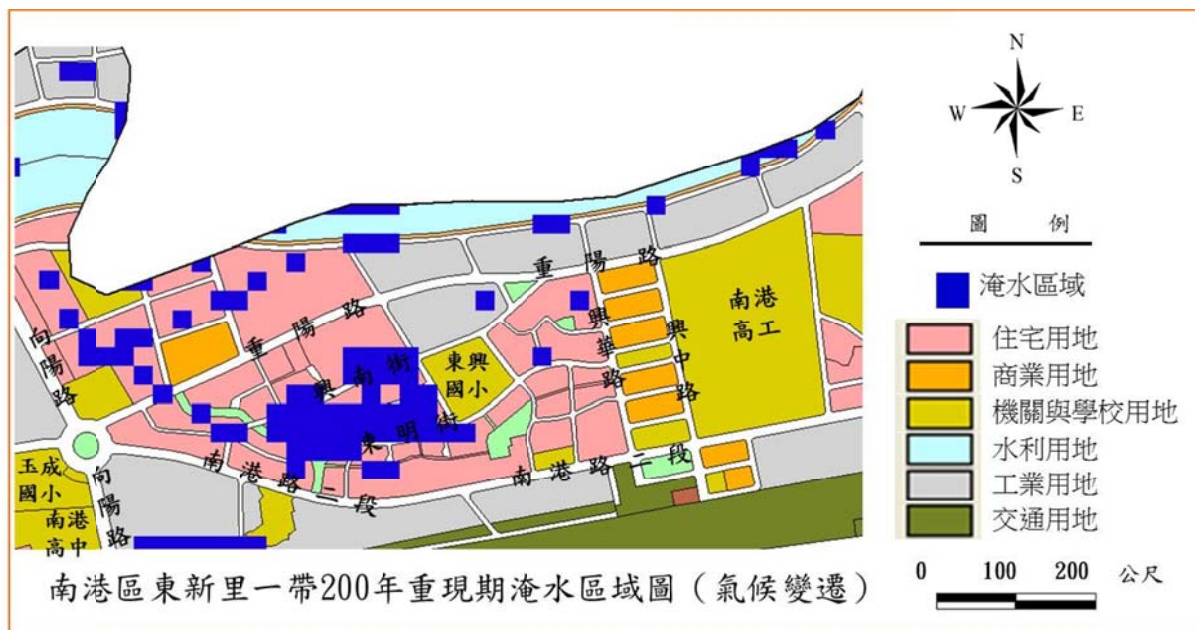 N
W E
S
圖 例
淹水區域
住宅用地
商業用地
機關與學校用地
水利用地
工業用地
交通用地
0 100 200 公尺
重陽路
重陽路
向陽路
向陽路
興南街
東明街
東興
國小
興華路
興中路
南港
高工
南港路二段
南港路三段
玉成
國小
南港
高中
南港區東新里一帶200年重現期淹水區域圖（氣候變遷）